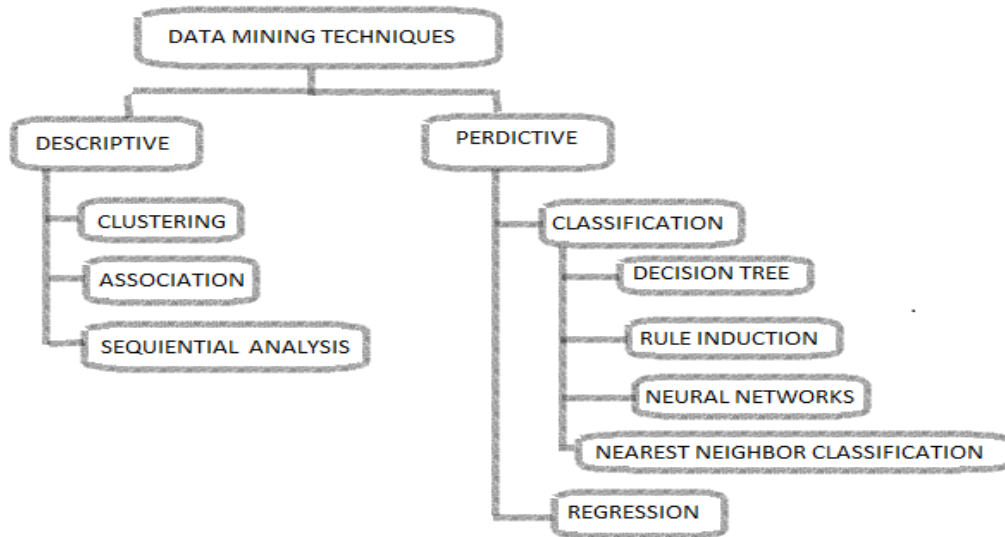 DATA MINING TECHNIQUES
DESCRIPTIVE
PERDICTIVE
CLUSTERING
ASSOCIATION
SEQUIENTIAL ANALYSIS
CLASSIFICATION
DECISION TREE
RULE INDUCTION
NEURAL NETWORKS
NEAREST NEIGHBOR CLASSIFICATION
REGRESSION